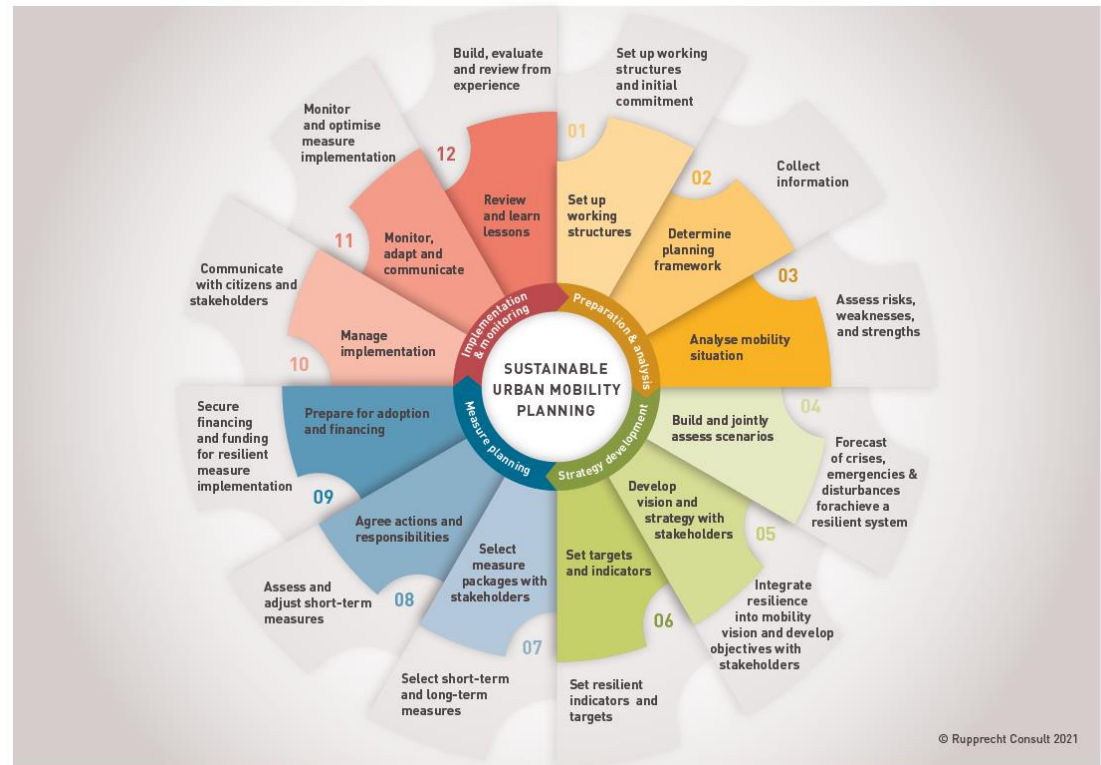 SUSTAINABLE
URBAN MOBILITY
PLANNING
Preparation & analysis
Strategy development
Measure planning
Implementation
& monitoring
01
Set up
working
structures
Set up working
structures
and initial
commitment
02
Determine
planning
framework
Collect
information
03
Analyse mobility
situation
Assess risks,
weaknesses,
and strengths
04
Build and jointly
assess scenarios
Forecast
of crises,
emergencies &
disturbances
forachieve a
resilient system
05
Develop
vision and
strategy with
stakeholders
Integrate
resilience
into mobility
vision and develop
objectives with
stakeholders
06
Set targets
and indicators
Set resilient
indicators and
targets
07
Select
measure
packages with
stakeholders
Select short-term
and long-term
measures
08
Agree actions and
responsibilities
Assess and
adjust short-term
measures
09
Prepare for adoption
and financing
Secure
financing
and funding
for resilient
measure
implementation
10
Manage
implementation
Communicate
with citizens and
stakeholders
11
Monitor,
adapt and
communicate
Monitor
and optimise
measure
implementation
12
Review
and learn
lessons
Build, evaluate
and review from
experience
© Rupprecht Consult 2021